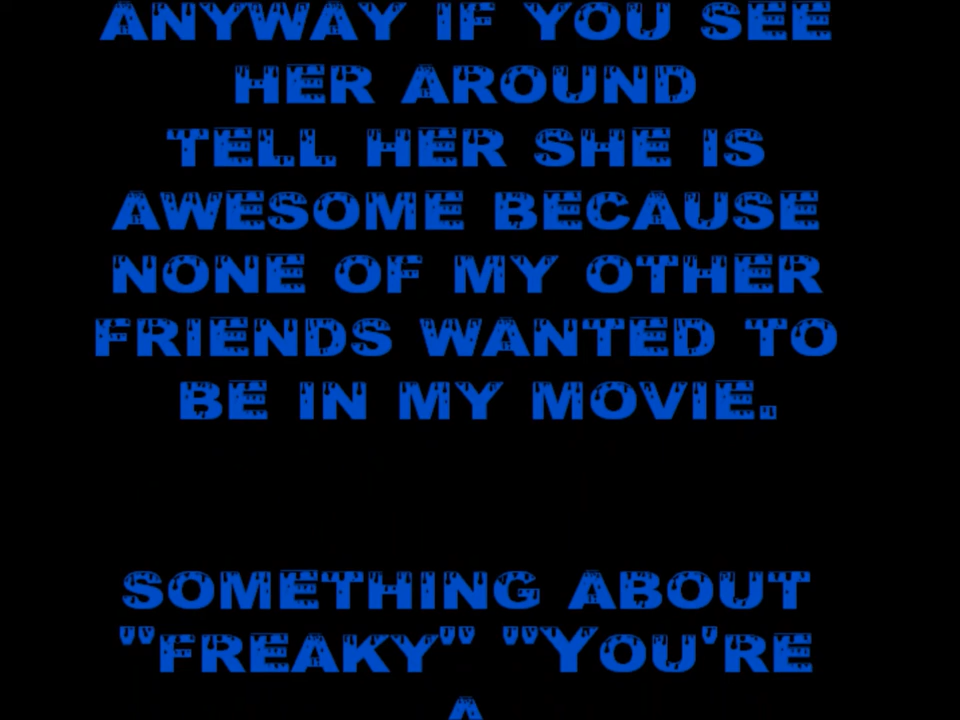 ANYWAY IF YOU SEE
HER AROUND
TELL HER SHE IS
AWESOME BECAUSE
NONE OF MY OTHER
FRIENDS WANTED TO
BE IN MY MOVIE.
SOMETHING ABOUT
"FREAKY" "YOU'RE
A